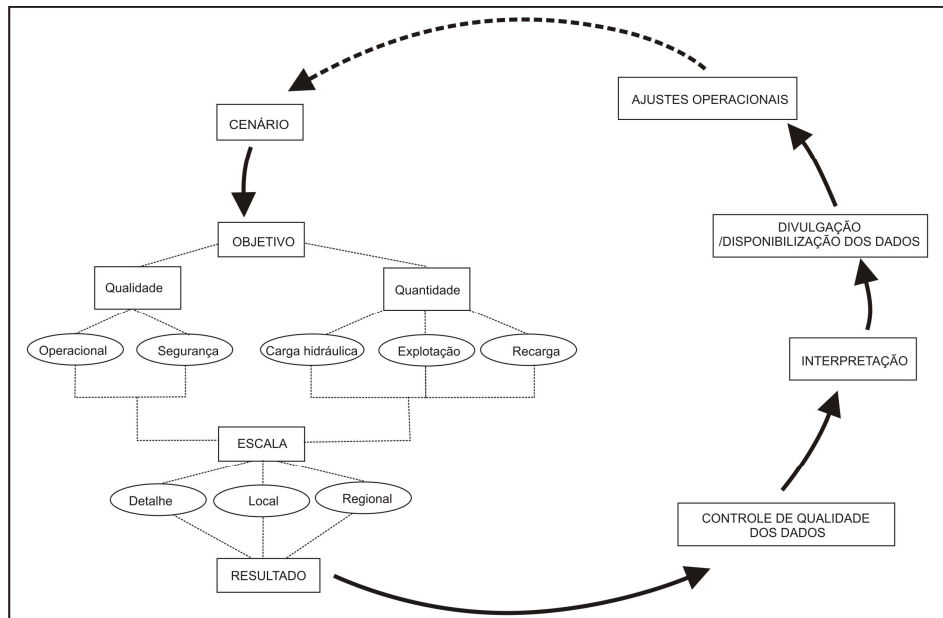 AJUSTES OPERACIONAIS
CENÁRIO
DIVULGAÇÃO
/DISPONIBILIZAÇÃO DOS DADOS
OBJETIVO
Qualidade
Quantidade
Operacional
Segurança
Carga hidráulica
Explotação
Recarga
INTERPRETAÇÃO
ESCALA
Detalhe
Local
Regional
CONTROLE DE QUALIDADE
DOS DADOS
RESULTADO